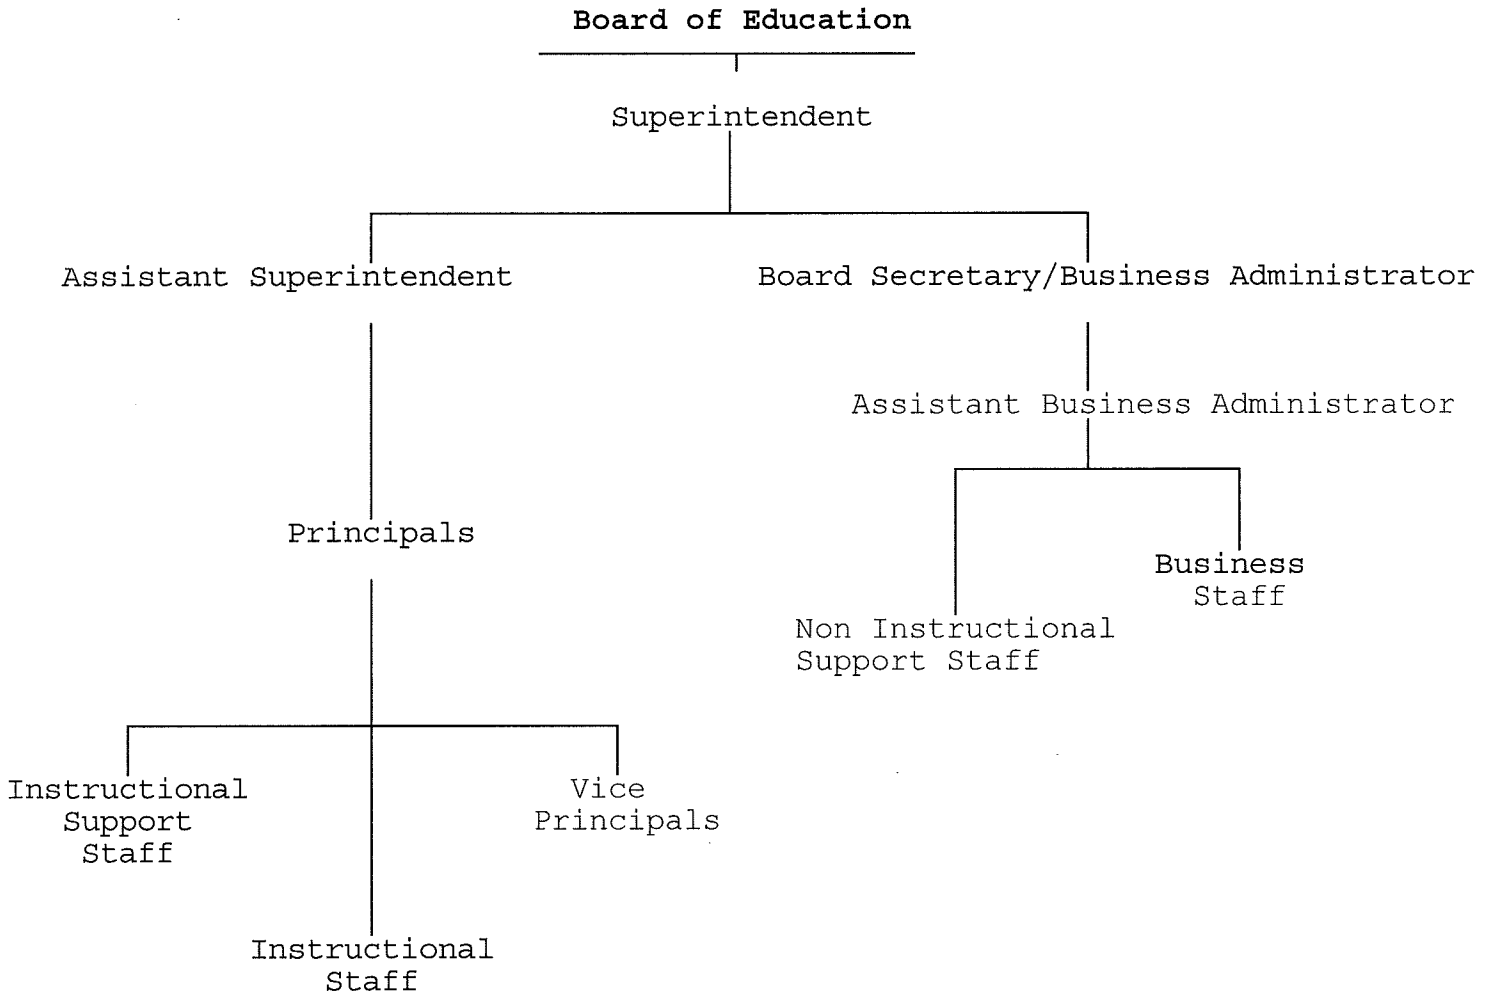 Board of Education
Superintendent
Assistant Superintendent
Board Secretary/Business Administrator
Assistant Business Administrator
Principals
Business
Staff
Non Instructional
Support Staff
Instructional
Support
Staff
Vice
Principals
Instructional
Staff